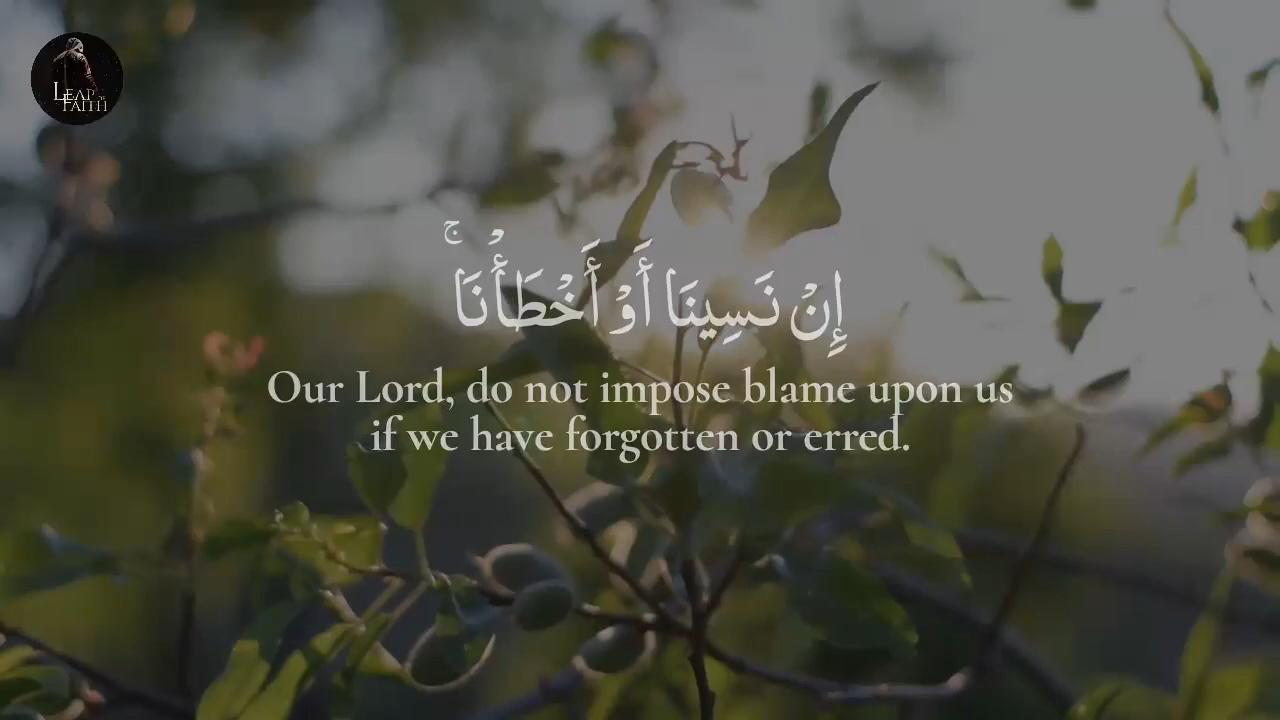 LEAP OF
FAITH
إِنْ نَسِينَا أَوْ أَخْطَأْنَا ۚ
Our Lord, do not impose blame upon us
if we have forgotten or erred.